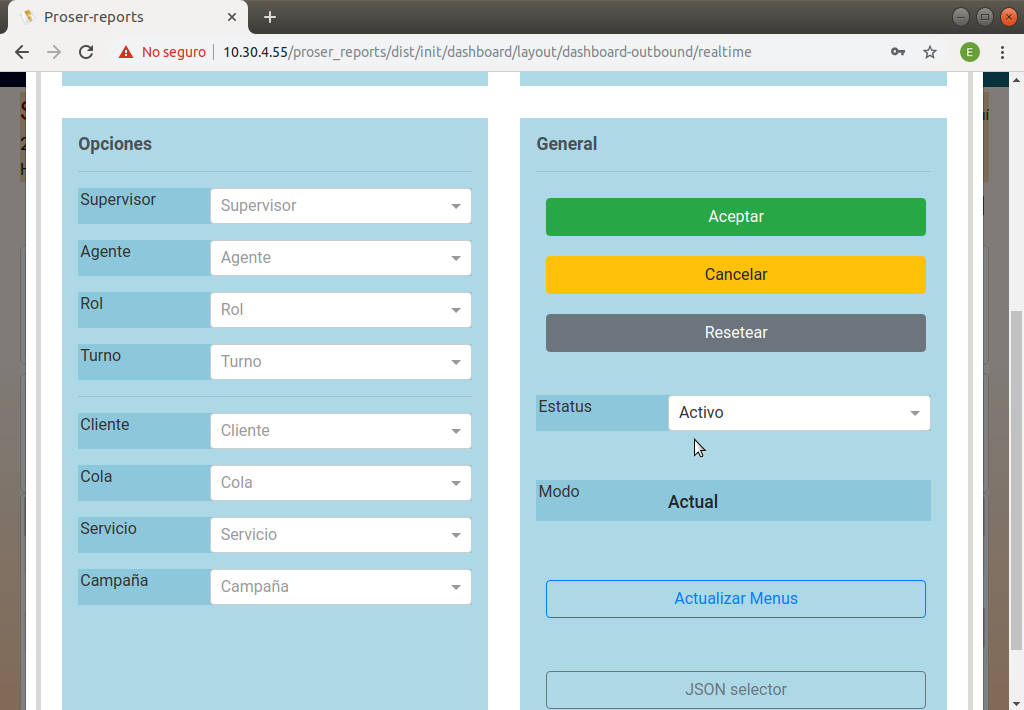 Proser-reports
No seguro
10.30.4.55/proser_reports/dist/init/dashboard/layout/dashboard-outbound/realtime
E
Opciones
Supervisor
Supervisor
Agente
Agente
Rol
Rol
Turno
Turno
Cliente
Cliente
Cola
Cola
Servicio
Servicio
Campaña
Campaña
General
Aceptar
Cancelar
Resetear
Estatus
Activo
Modo
Actual
Actualizar Menus
JSON selector